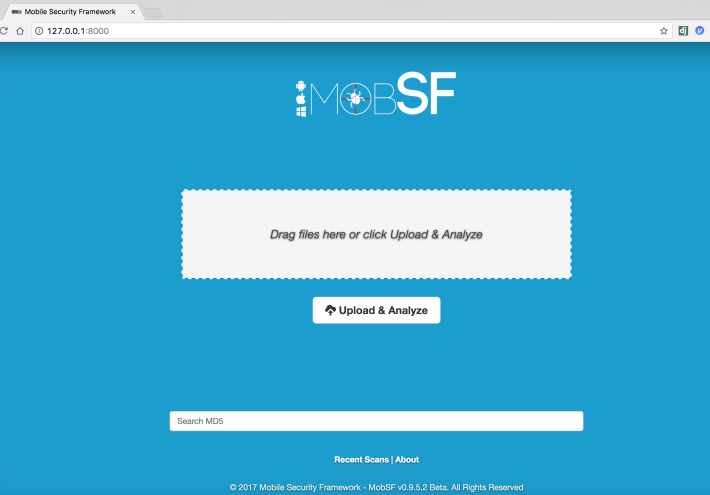 Mobile Security Framework
127.0.0.1:8000
MOBSF
Drag files here or click Upload & Analyze
Upload & Analyze
Search MD5
Recent Scans | About
© 2017 Mobile Security Framework - MobSF v0.9.5.2 Beta. All Rights Reserved